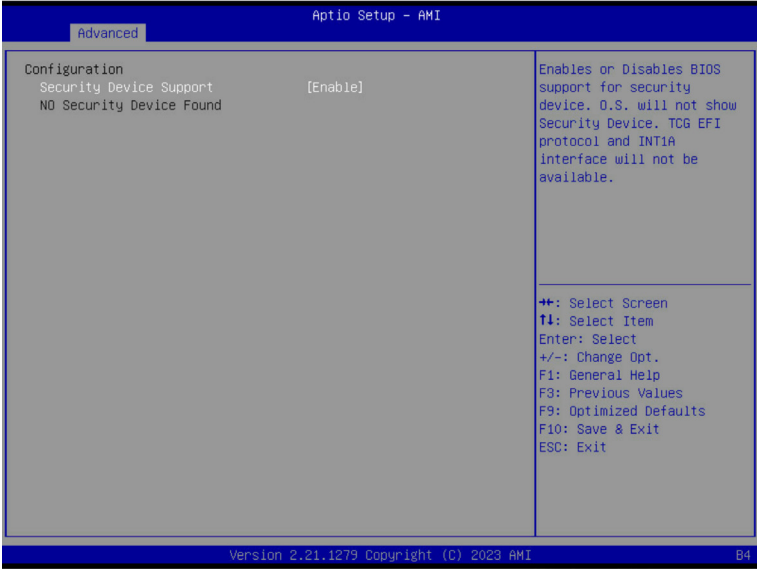 Aptio Setup – AMI
Advanced
Configuration
Security Device Support [Enable]
NO Security Device Found
Enables or Disables BIOS
support for security
device. O.S. will not show
Security Device. TCG EFI
protocol and INT1A
interface will not be
available.
→←: Select Screen
↑↓: Select Item
Enter: Select
+/-: Change Opt.
F1: General Help
F3: Previous Values
F9: Optimized Defaults
F10: Save & Exit
ESC: Exit
Version 2.21.1279 Copyright (C) 2023 AMI
B4